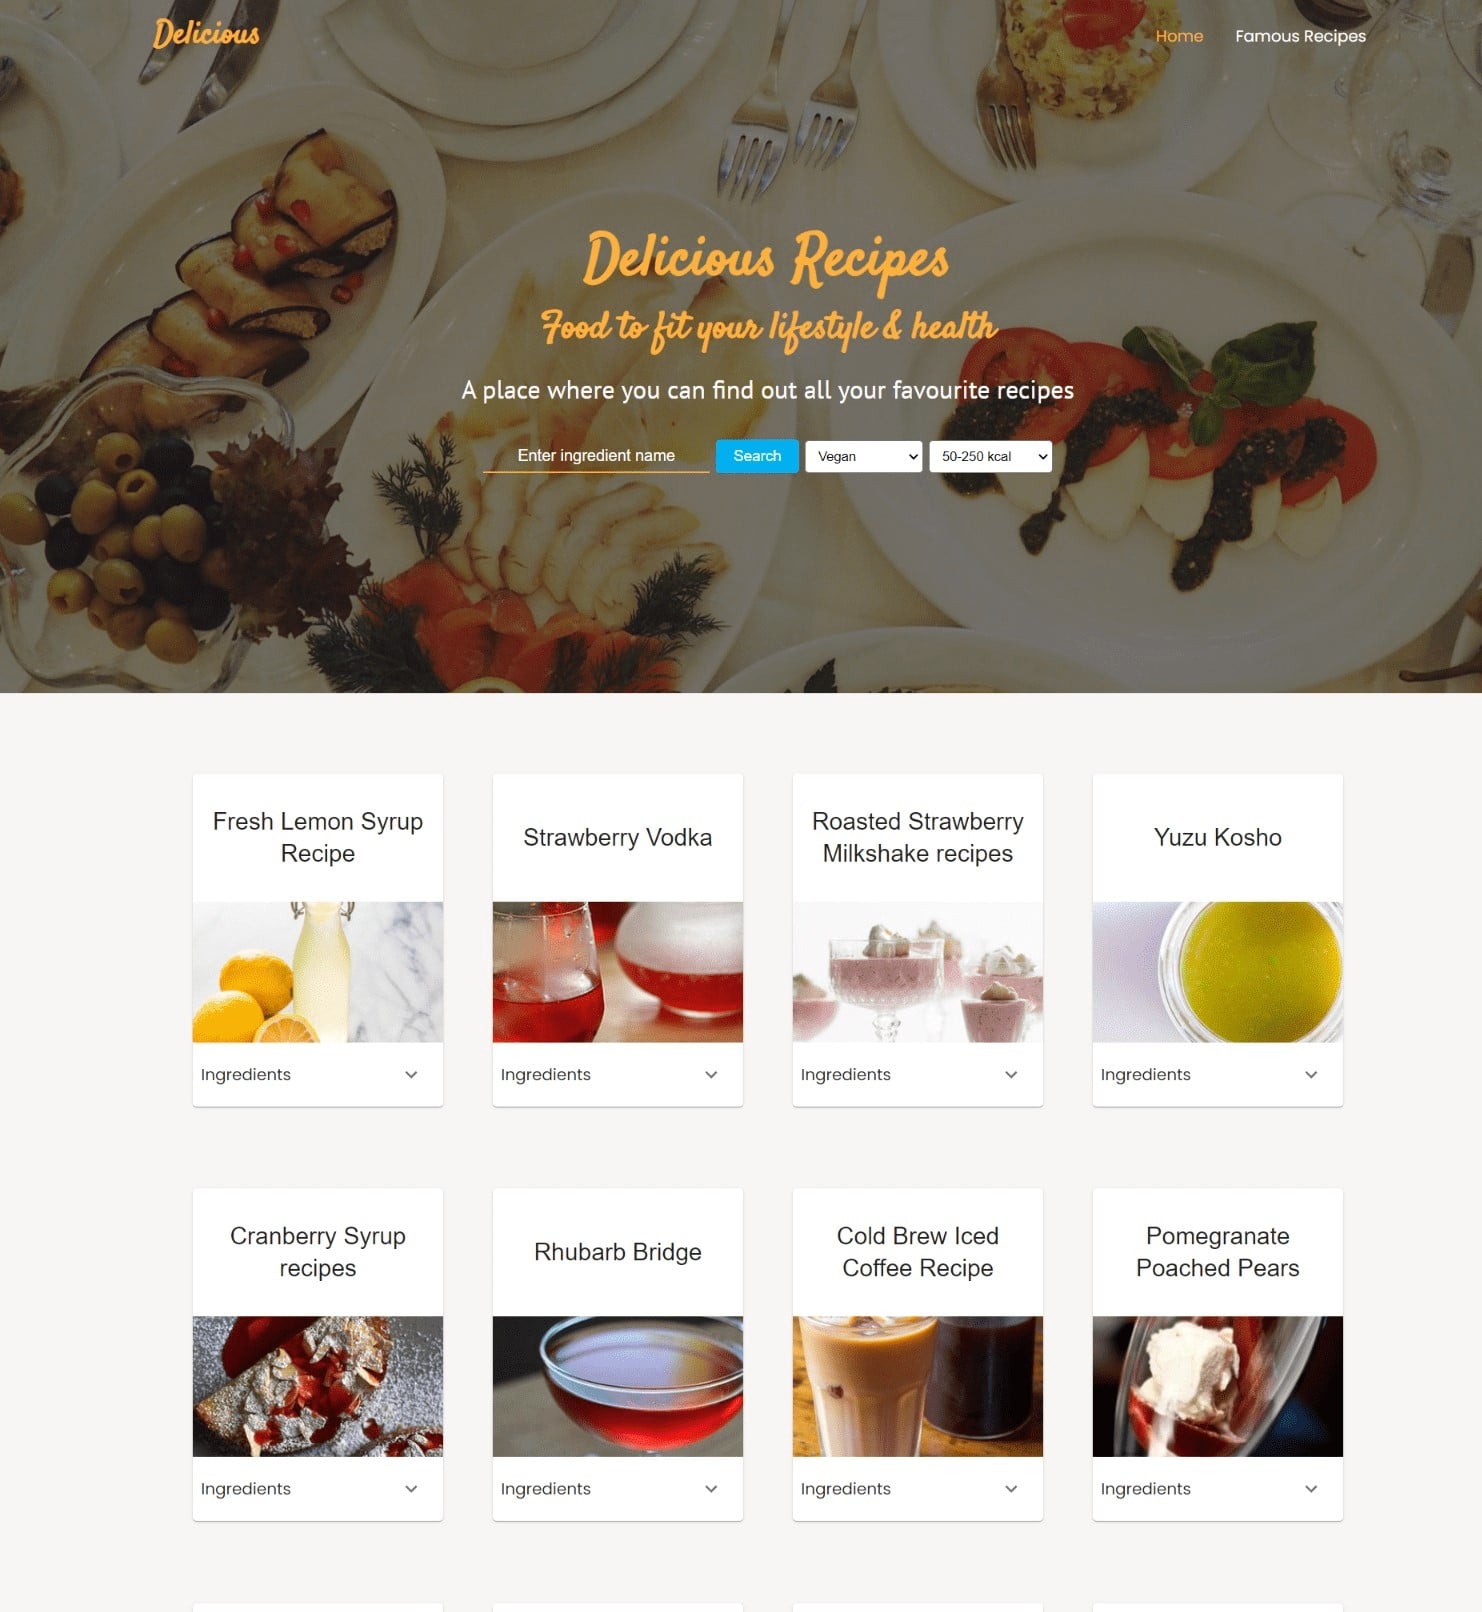 Delicious
Home
Famous Recipes
Delicious Recipes
Food to fit your lifestyle & health
A place where you can find out all your favourite recipes
Enter ingredient name
Search
Vegan
50-250 kcal
Fresh Lemon Syrup
Recipe
Strawberry Vodka
Roasted Strawberry
Milkshake recipes
Yuzu Kosho
Ingredients
Ingredients
Ingredients
Ingredients
Cranberry Syrup
recipes
Rhubarb Bridge
Cold Brew Iced
Coffee Recipe
Pomegranate
Poached Pears
Ingredients
Ingredients
Ingredients
Ingredients